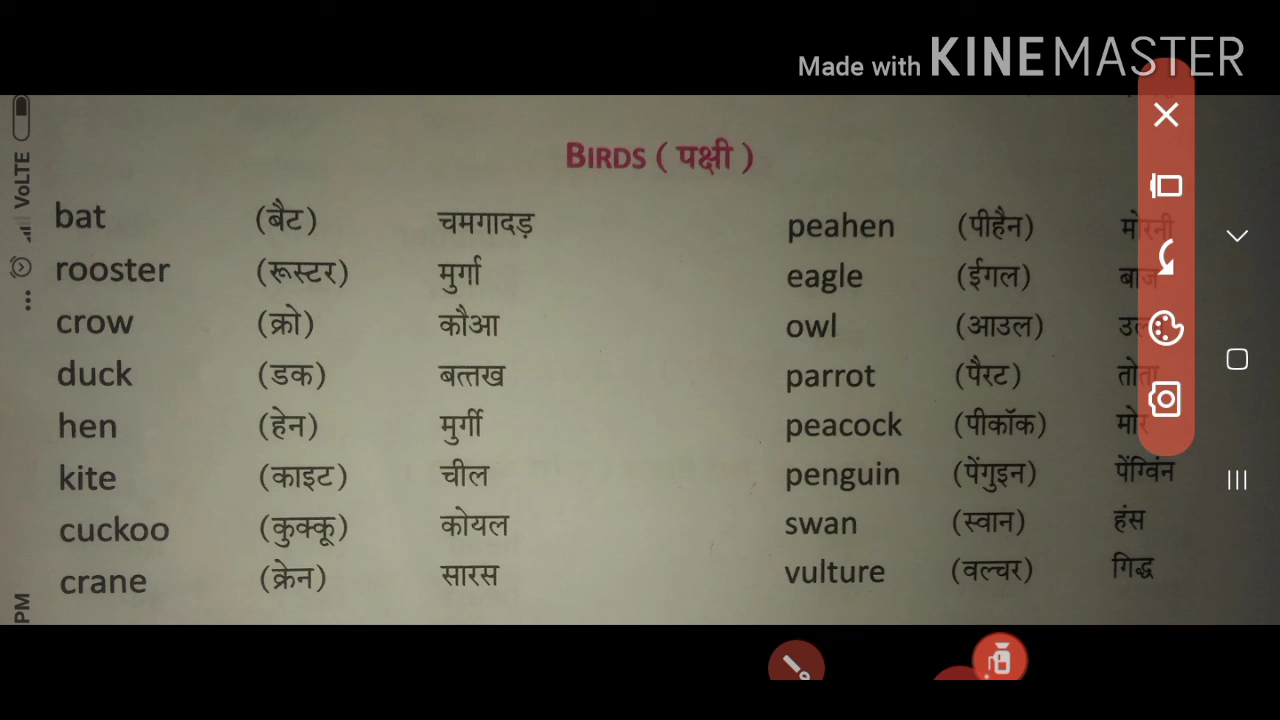 Made with KINEMASTER
VoLTE
PM
BIRDS ( पक्षी )
bat (बैट) चमगादड़
rooster (रूस्टर) मुर्गा
crow (क्रो) कौआ
duck (डक) बत्तख
hen (हेन) मुर्गी
kite (काइट) चील
cuckoo (कुक्कू) कोयल
crane (क्रेन) सारस
peahen (पीहैन) मोरनी
eagle (ईगल) बाज
owl (आउल)
parrot (पैरट) तोता
peacock (पीकॉक) मोर
penguin (पेंगुइन) पेंग्विंन
swan (स्वान) हंस
vulture (वल्चर) गिद्ध